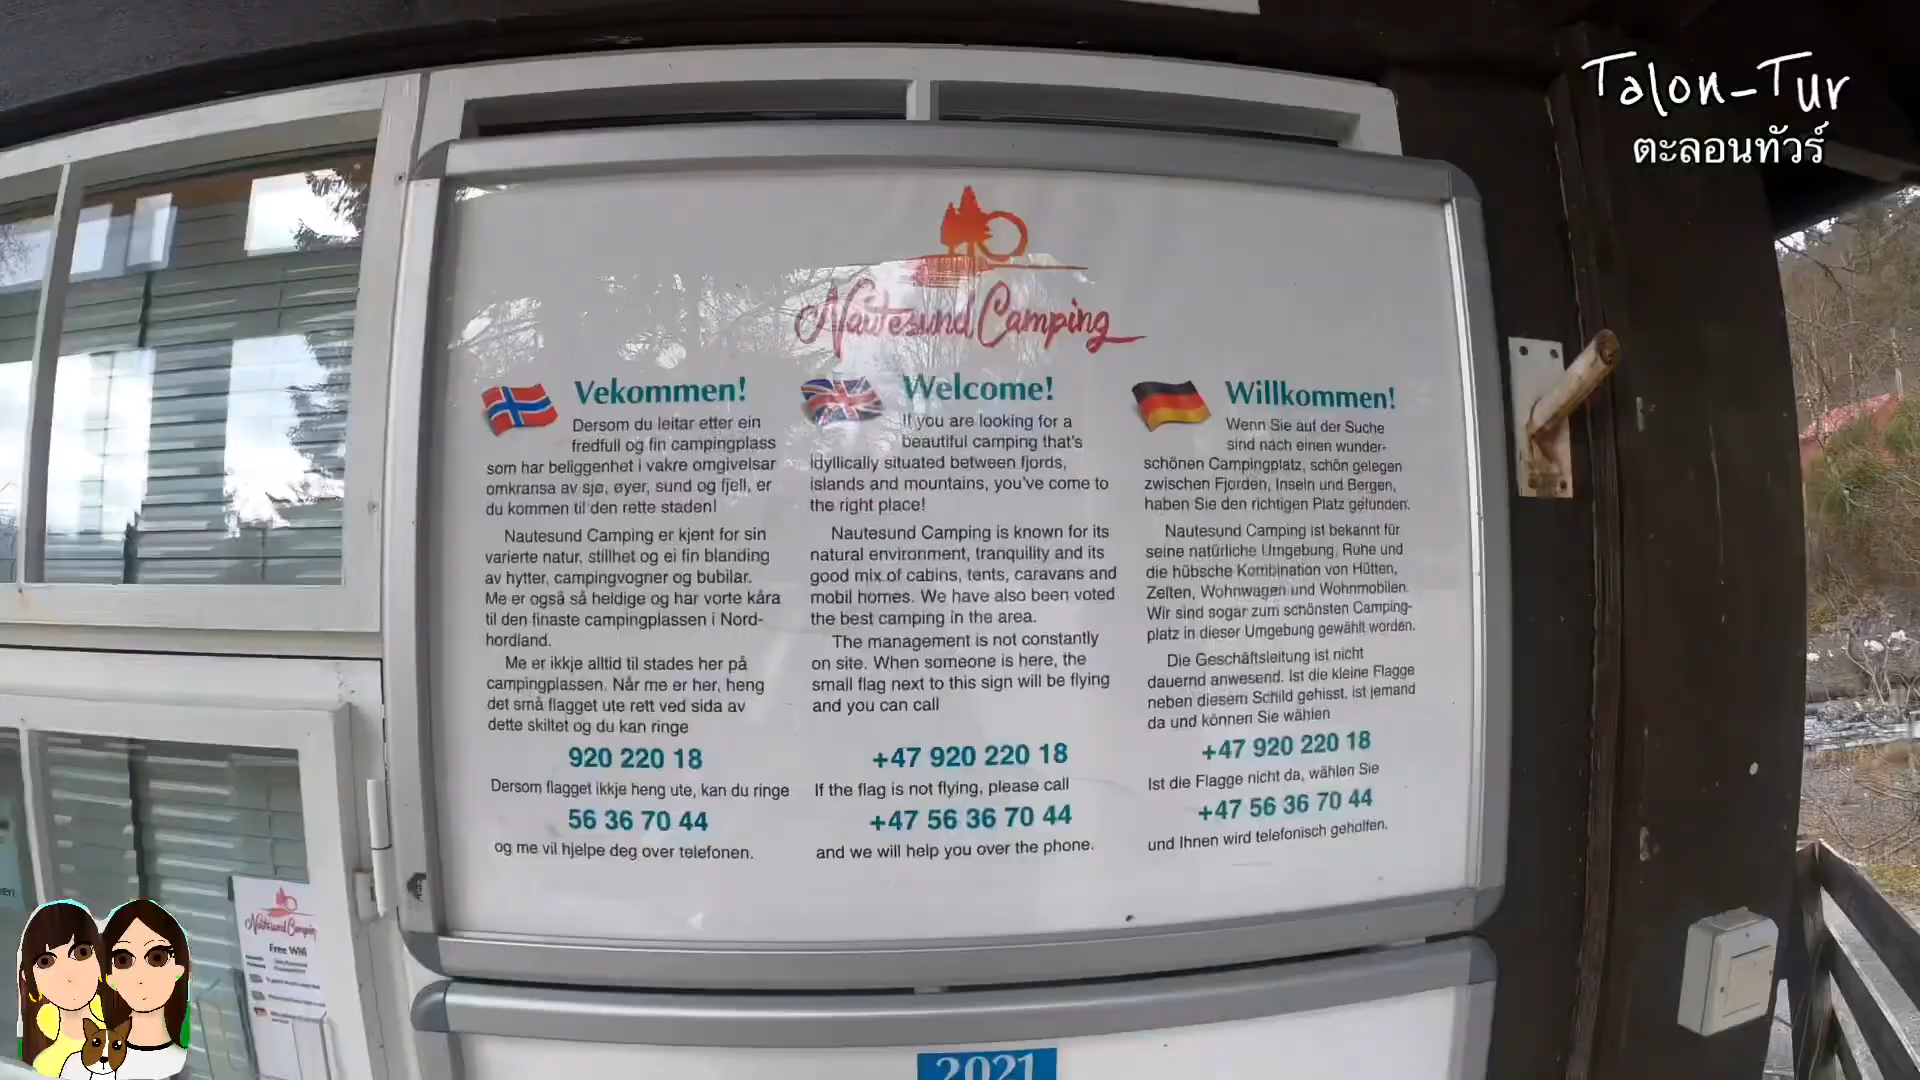 Talon-Tur
ตะลอนทัวร์
Nautesund Camping
Vekommen!
Dersom du leitar etter ein
fredfull og fin campingplass
som har beliggenhet i vakre omgivelsar
omkransa av sjø, øyer, sund og fjell, er
du kommen til den rette staden!
Nautesund Camping er kjent for sin
varierte natur, stillhet og ei fin blanding
av hytter, campingvogner og bubilar.
Me er også så heldige og har vorte kåra
til den finaste campingplassen i Nord-
hordland.
Me er ikkje alltid til stades her på
campingplassen. Når me er her, heng
det små flagget ute rett ved sida av
dette skiltet og du kan ringe
920 220 18
Dersom flagget ikkje heng ute, kan du ringe
56 36 70 44
og me vil hjelpe deg over telefonen.
Welcome!
If you are looking for a
beautiful camping that's
idyllically situated between fjords,
islands and mountains, you've come to
the right place!
Nautesund Camping is known for its
natural environment, tranquility and its
good mix of cabins, tents, caravans and
mobil homes. We have also been voted
the best camping in the area.
The management is not constantly
on site. When someone is here, the
small flag next to this sign will be flying
and you can call
+47 920 220 18
If the flag is not flying, please call
+47 56 36 70 44
and we will help you over the phone.
Willkommen!
Wenn Sie auf der Suche
sind nach einen wunder-
schönen Campingplatz, schön gelegen
zwischen Fjorden, Inseln und Bergen,
haben Sie den richtigen Platz gefunden.
Nautesund Camping ist bekannt für
seine natürliche Umgebung, Ruhe und
die hübsche Kombination von Hütten,
Zelten, Wohnwagen und Wohnmobilen.
Wir sind sogar zum schönsten Camping-
platz in dieser Umgebung gewählt worden.
Die Geschäftsleitung ist nicht
dauernd anwesend. Ist die kleine Flagge
neben diesem Schild gehisst, ist jemand
da und können Sie wählen
+47 920 220 18
Ist die Flagge nicht da, wählen Sie
+47 56 36 70 44
und Ihnen wird telefonisch geholfen.
Nautesund Camping
Free Wifi
2021